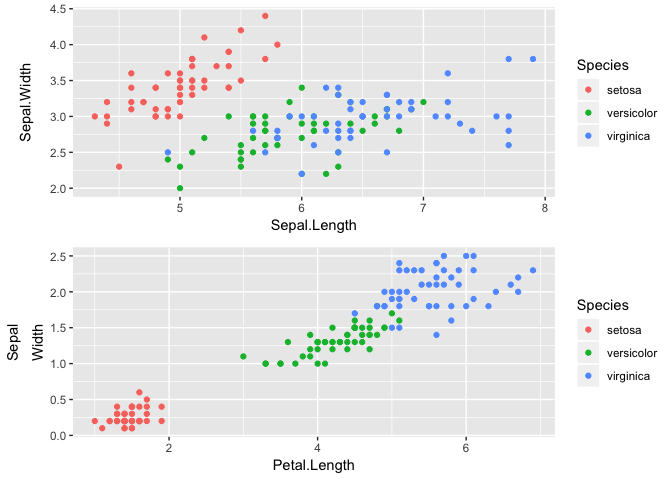 4.5
4.0
3.5
3.0
2.5
2.0
Sepal.Width
5
6
7
8
Sepal.Length
Species
setosa
versicolor
virginica
2.5
2.0
1.5
1.0
0.5
0.0
Sepal
Width
2
4
6
Petal.Length
Species
setosa
versicolor
virginica